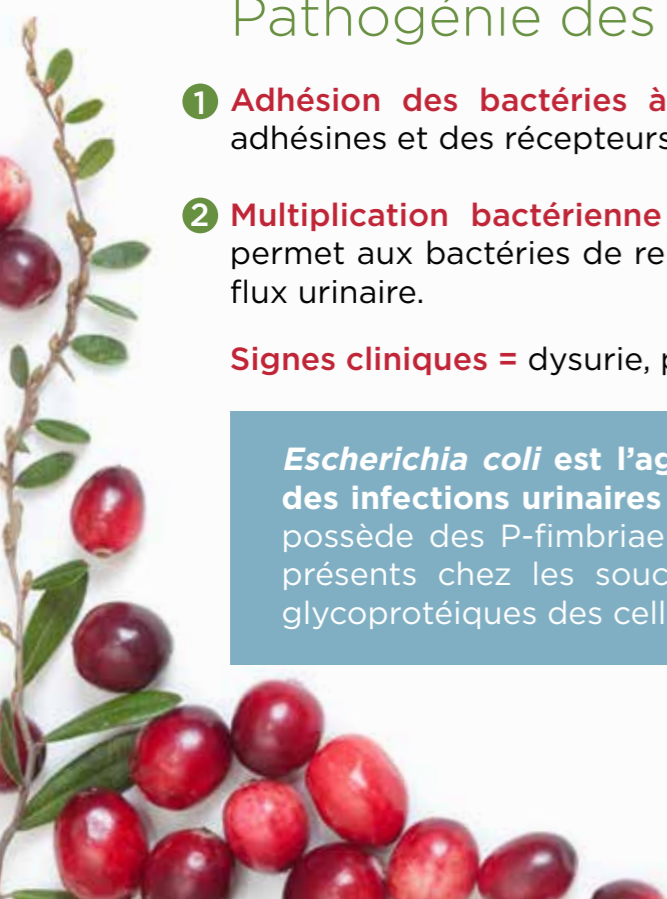 Pathogénie des
1 Adhésion des bactéries à
adhésines et des récepteurs
2 Multiplication bactérienne
permet aux bactéries de re
flux urinaire.
Signes cliniques = dysurie, p
Escherichia coli est l’ag
des infections urinaires
possède des P-fimbriae
présents chez les souc
glycoprotéiques des cell